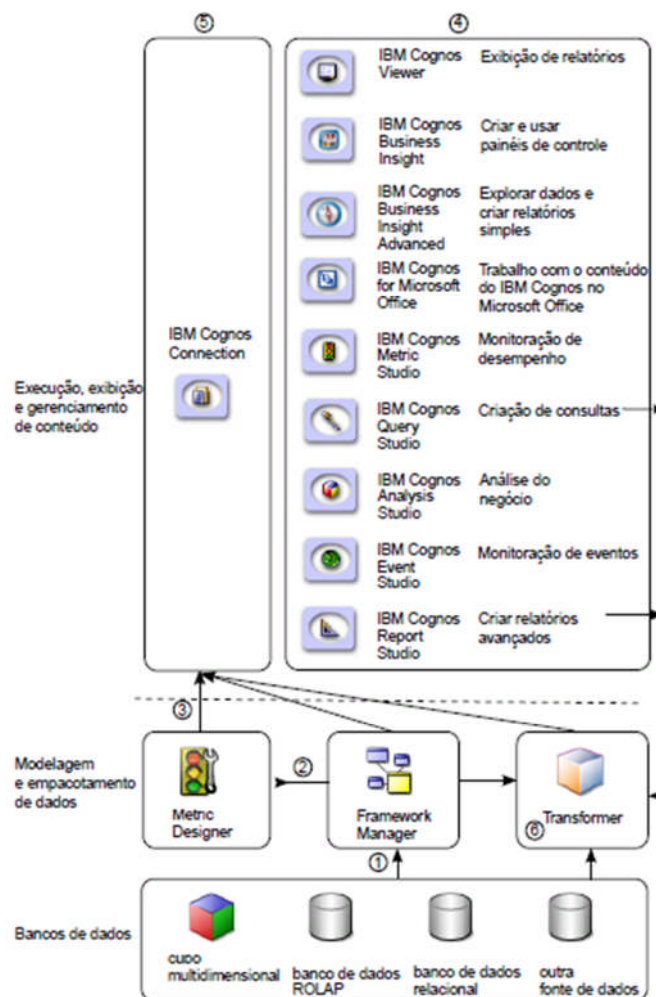 ⑤
④
IBM Cognos
Viewer
Exibição de relatórios
IBM Cognos
Business
Insight
Criar e usar
painéis de controle
IBM Cognos
Business
Insight
Advanced
Explorar dados e
criar relatórios
simples
IBM Cognos
for Microsoft
Office
Trabalho com o conteúdo
do IBM Cognos no
Microsoft Office
IBM Cognos
Connection
IBM Cognos
Metric
Studio
Monitoração de
desempenho
Execução, exibição
e gerenciamento
de conteúdo
IBM Cognos
Query
Studio
Criação de consultas
IBM Cognos
Analysis
Studio
Análise do
negócio
IBM Cognos
Event
Studio
Monitoração de eventos
IBM Cognos
Report
Studio
Criar relatórios
avançados
③
Modelagem
e empacotamento
de dados
②
Metric
Designer
Framework
Manager
⑥
Transformer
①
Bancos de dados
cubo
multidimensional
banco de dados
ROLAP
banco de dados
relacional
outra
fonte de dados